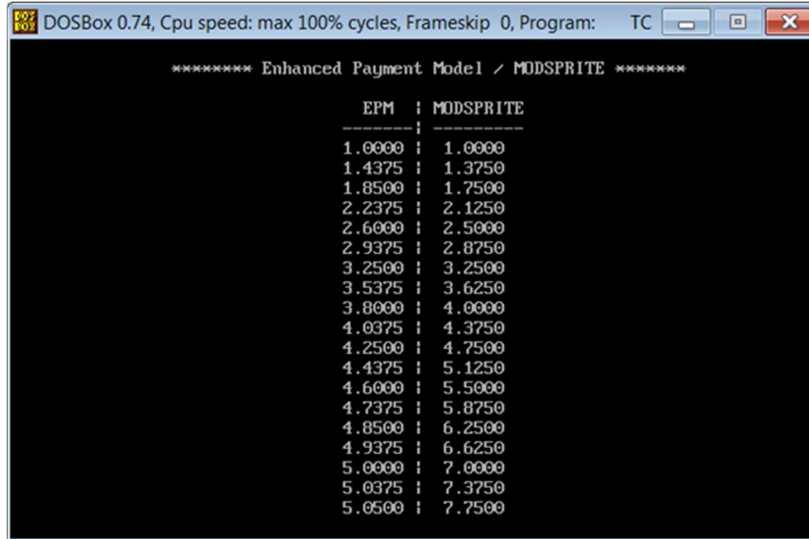 DOSBox 0.74, Cpu speed: max 100% cycles, Frameskip 0, Program: TC
******** Enhanced Payment Model / MODSPRITE *******
EPM ¦ MODSPRITE
-------¦ ---------
1.0000 ¦ 1.0000
1.4375 ¦ 1.3750
1.8500 ¦ 1.7500
2.2375 ¦ 2.1250
2.6000 ¦ 2.5000
2.9375 ¦ 2.8750
3.2500 ¦ 3.2500
3.5375 ¦ 3.6250
3.8000 ¦ 4.0000
4.0375 ¦ 4.3750
4.2500 ¦ 4.7500
4.4375 ¦ 5.1250
4.6000 ¦ 5.5000
4.7375 ¦ 5.8750
4.8500 ¦ 6.2500
4.9375 ¦ 6.6250
5.0000 ¦ 7.0000
5.0375 ¦ 7.3750
5.0500 ¦ 7.7500